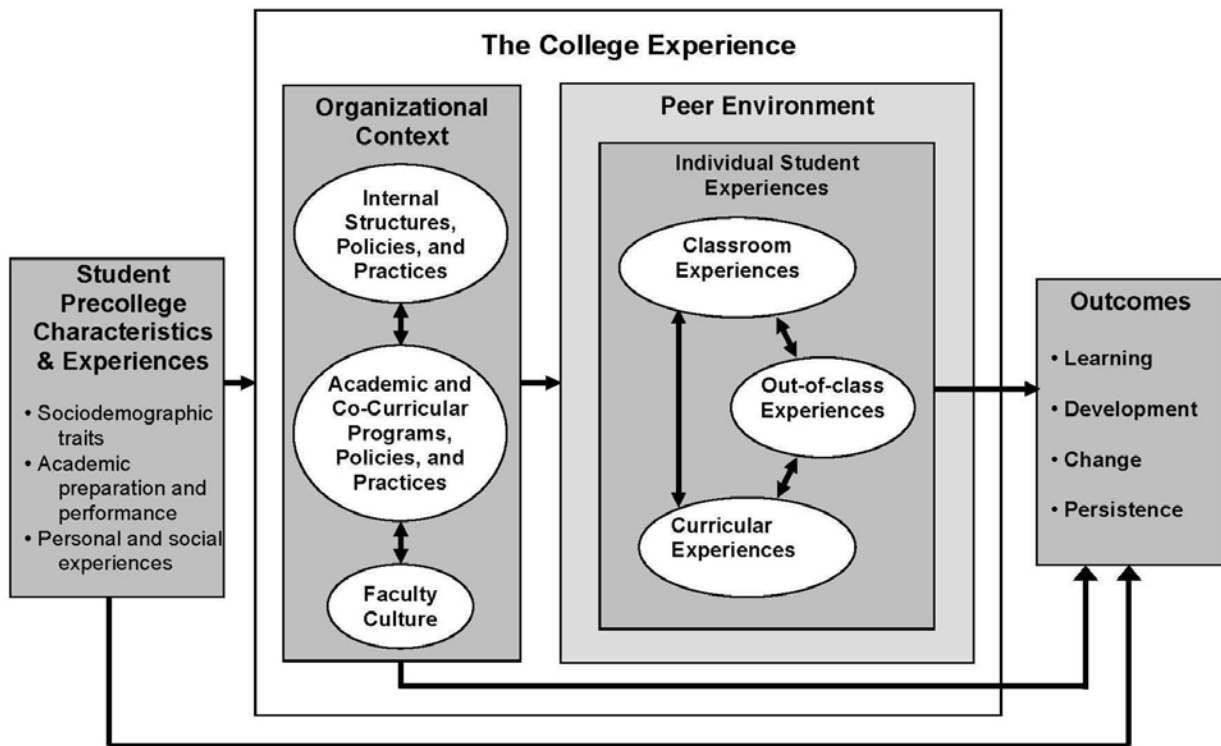 The College Experience
Organizational
Context
Internal
Structures,
Policies, and
Practices
Academic and
Co-Curricular
Programs,
Policies, and
Practices
Faculty
Culture
Peer Environment
Individual Student
Experiences
Classroom
Experiences
Out-of-class
Experiences
Curricular
Experiences
Student
Precollege
Characteristics
& Experiences
• Sociodemographic
traits
• Academic
preparation and
performance
• Personal and social
experiences
Outcomes
• Learning
• Development
• Change
• Persistence